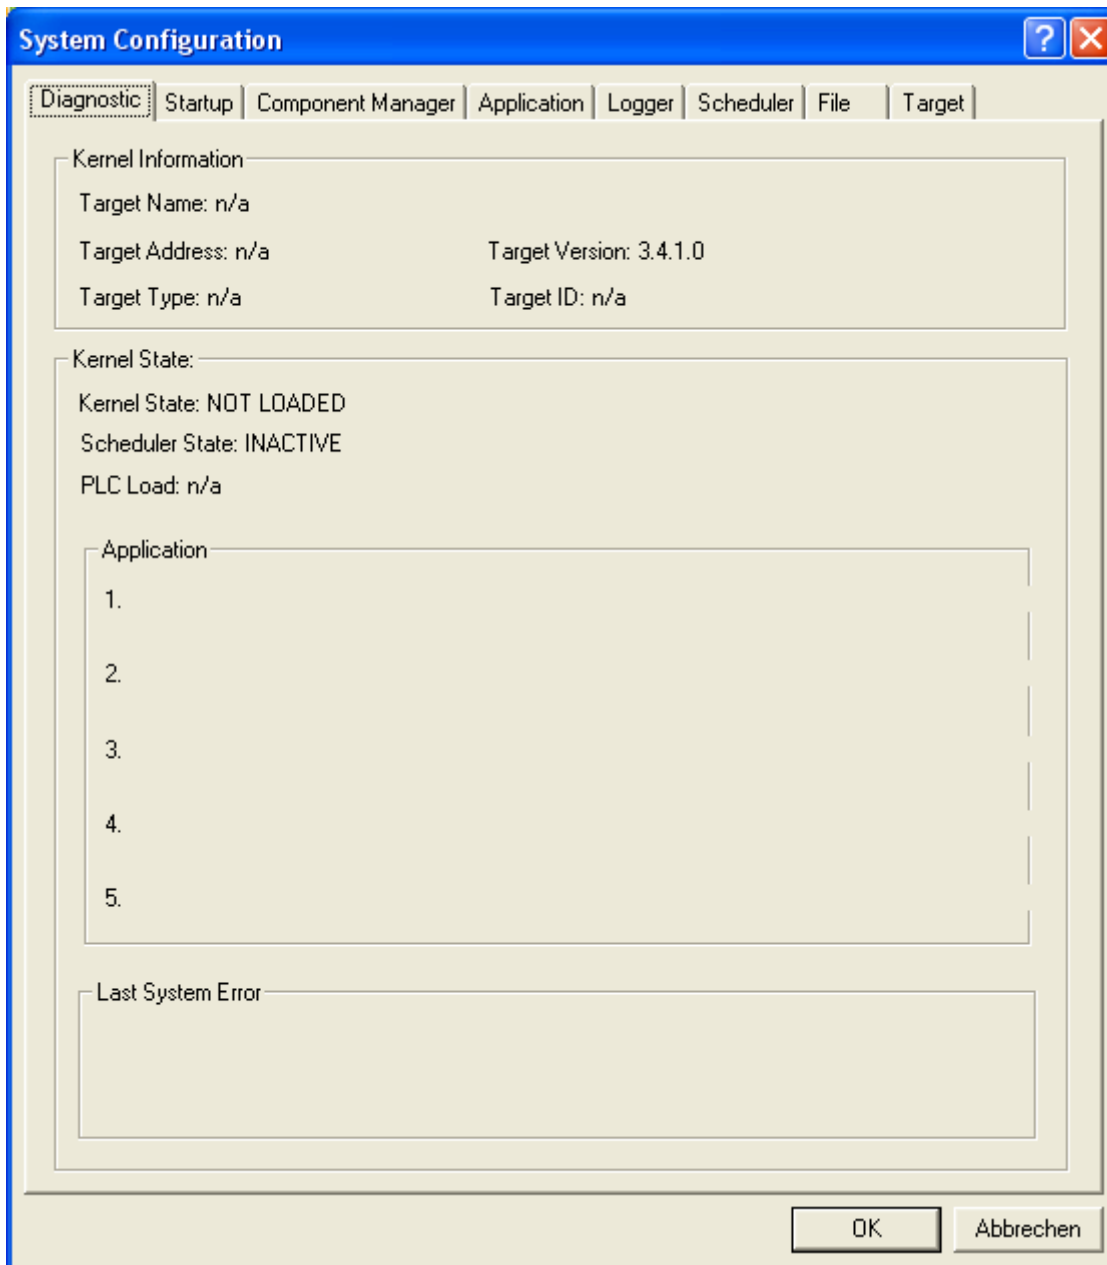 System Configuration
Diagnostic Startup Component Manager Application Logger Scheduler File Target
Kernel Information
Target Name: n/a
Target Address: n/a Target Version: 3.4.1.0
Target Type: n/a Target ID: n/a
Kernel State:
Kernel State: NOT LOADED
Scheduler State: INACTIVE
PLC Load: n/a
Application
1.
2.
3.
4.
5.
Last System Error
OK Abbrechen